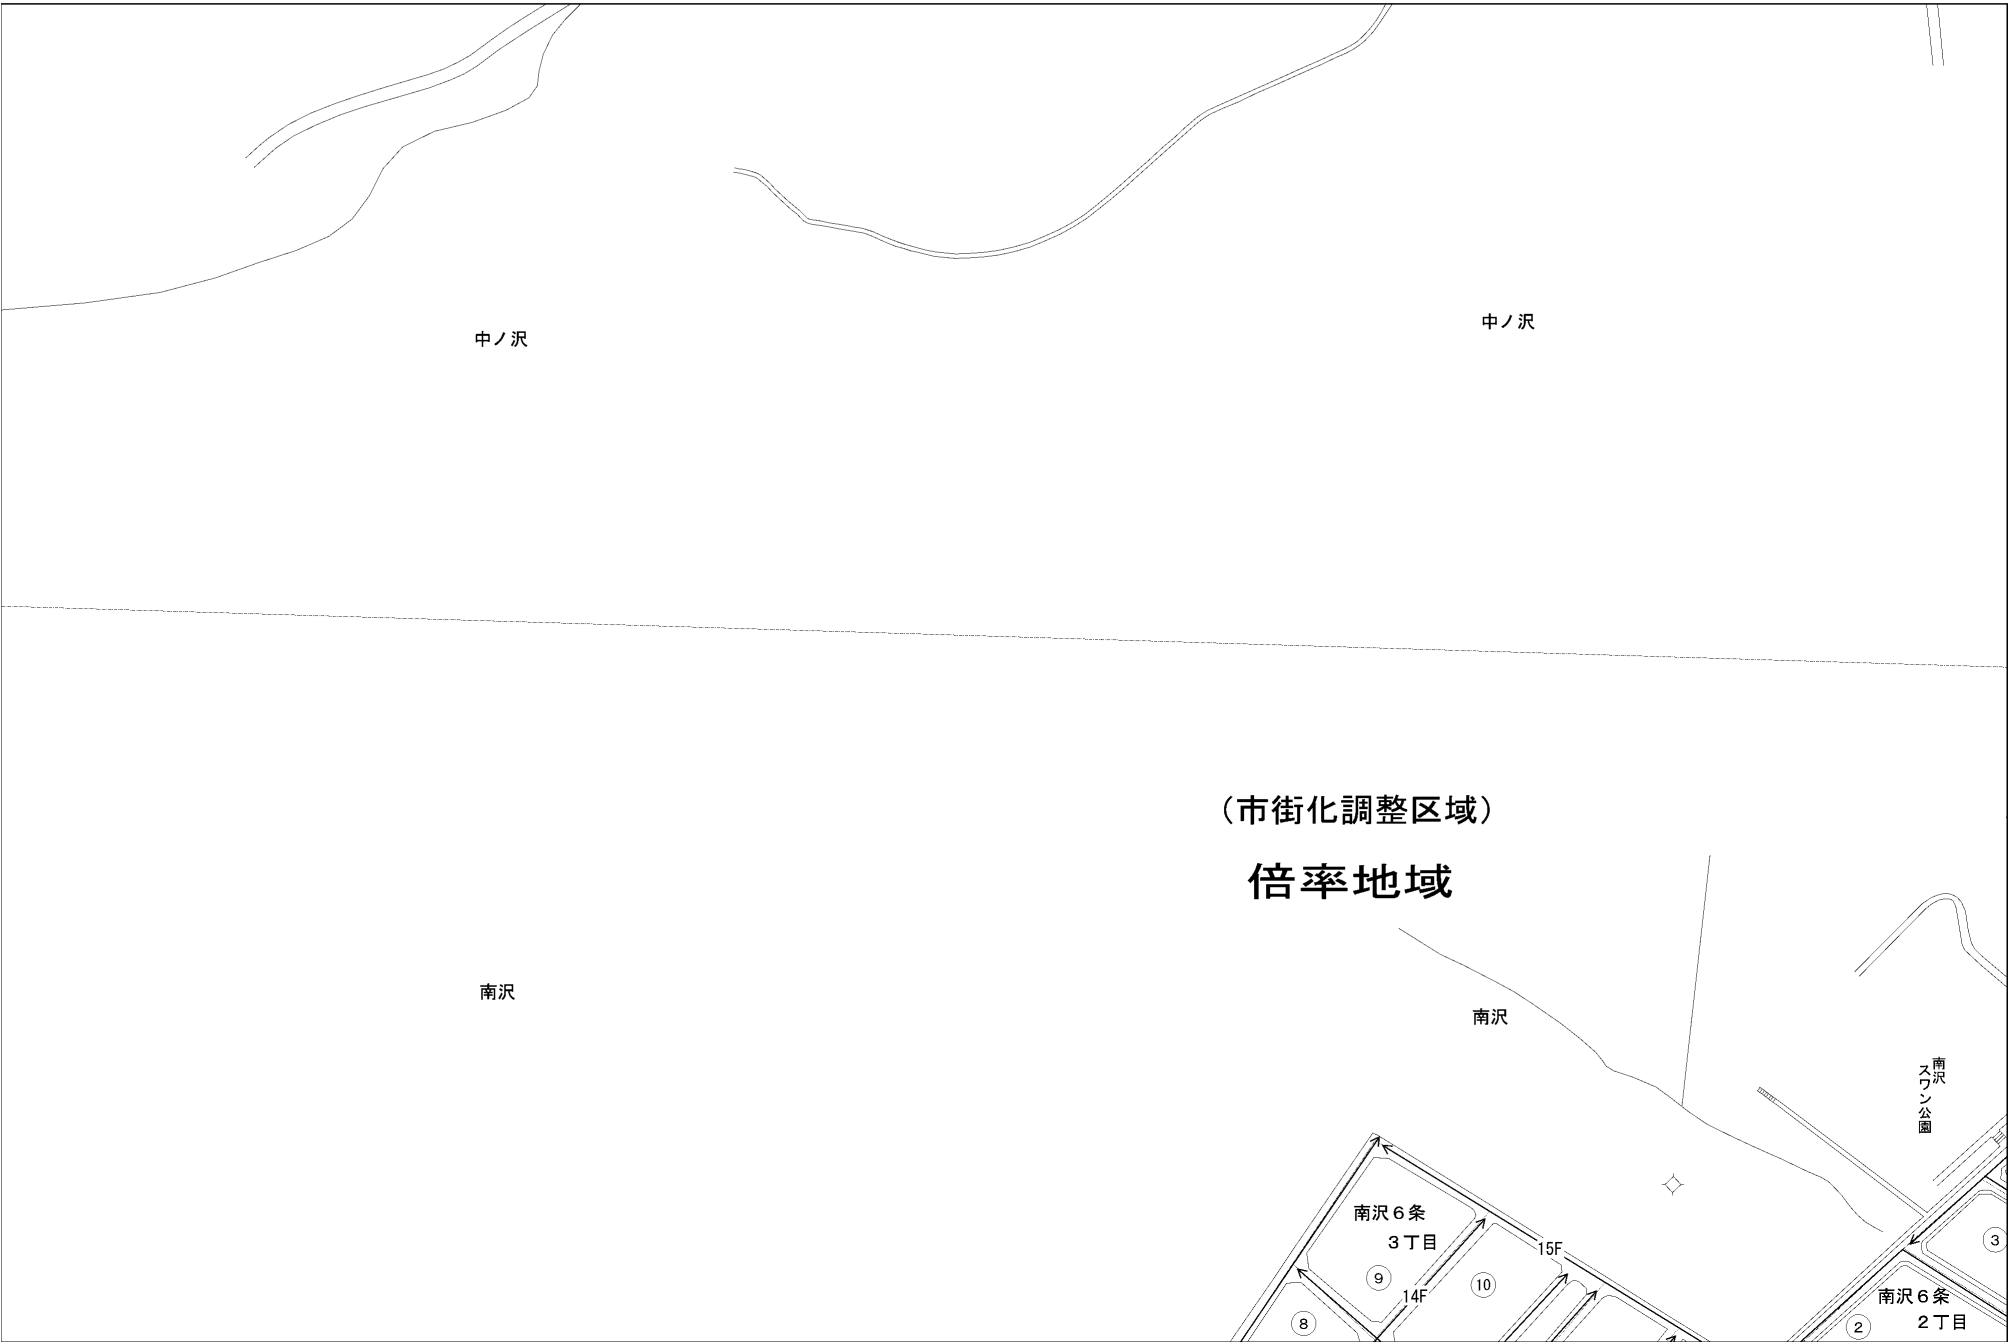 中ノ沢
中ノ沢
（市街化調整区域）
倍率地域
南沢
南沢
南沢
スワン公園
南沢６条
３丁目
15F
3
9
10
14F
南沢６条
２丁目
8
2